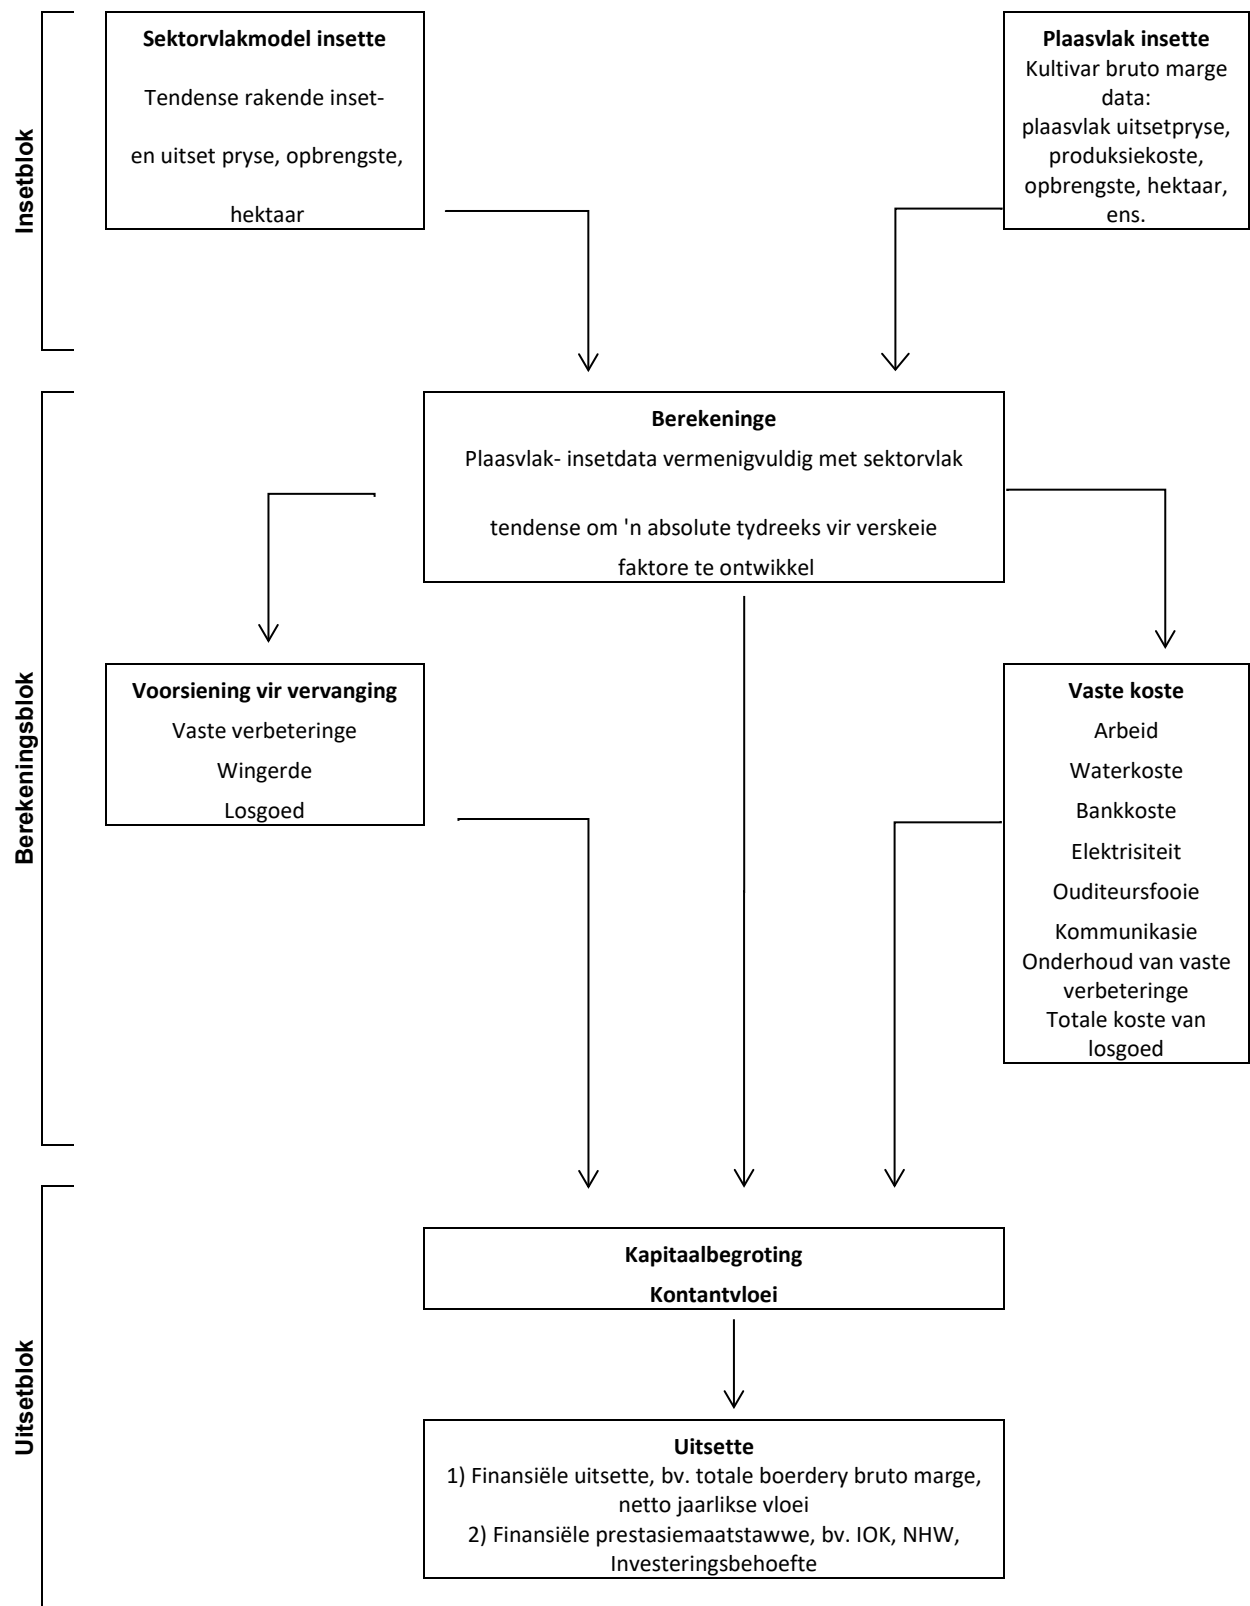 Insetblok
Sektorvlakmodel insette
Tendense rakende inset-
en uitset pryse, opbrengste,
hektaar
Plaasvlak insette
Kultivar bruto marge
data:
plaasvlak uitsetpryse,
produksiekoste,
opbrengste, hektaar,
ens.
Berekeningsblok
Berekeninge
Plaasvlak- insetdata vermenigvuldig met sektorvlak
tendense om 'n absolute tydreeks vir verskeie
faktore te ontwikkel
Voorsiening vir vervanging
Vaste verbeteringe
Wingerde
Losgoed
Vaste koste
Arbeid
Waterkoste
Bankkoste
Elektrisiteit
Ouditeursfooie
Kommunikasie
Onderhoud van vaste
verbeteringe
Totale koste van
losgoed
Uitsetblok
Kapitaalbegroting
Kontantvloei
Uitsette
1) Finansiële uitsette, bv. totale boerdery bruto marge,
netto jaarlikse vloei
2) Finansiële prestasiemaatstawwe, bv. IOK, NHW,
Investeringsbehoefte